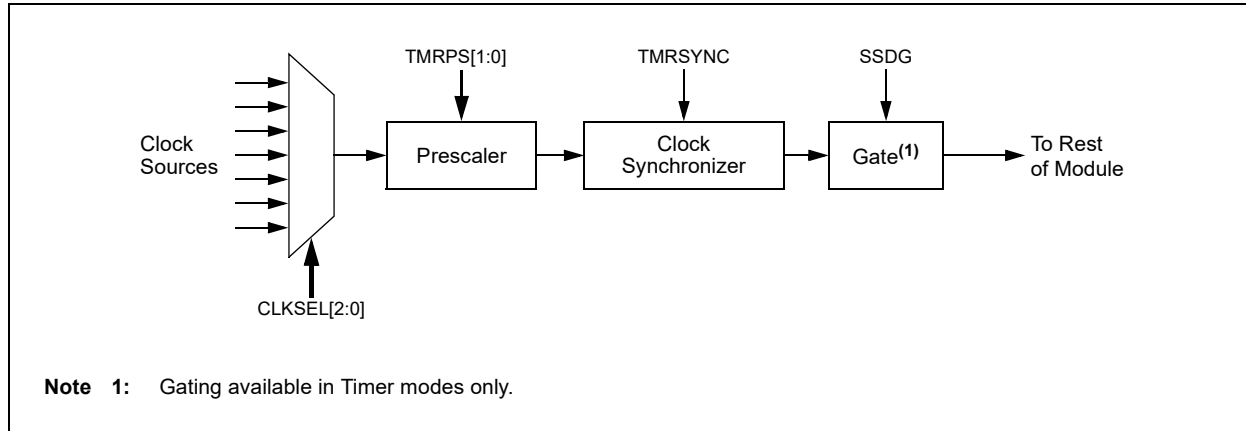 TMRPS[1:0]
TMRSYNC
SSDG
Clock
Sources
Prescaler
Clock
Synchronizer
Gate(1)
To Rest
of Module
CLKSEL[2:0]
Note 1: Gating available in Timer modes only.